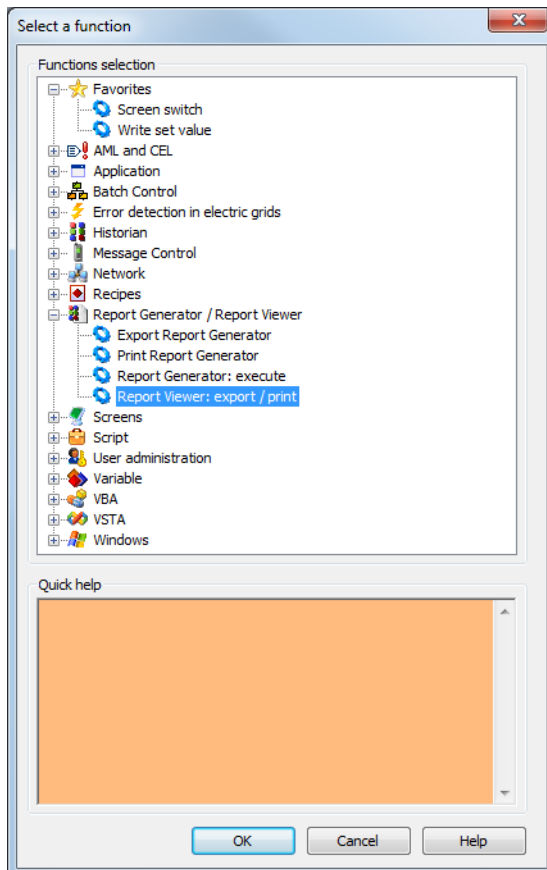 Select a function
Functions selection
Favorites
Screen switch
Write set value
AML and CEL
Application
Batch Control
Error detection in electric grids
Historian
Message Control
Network
Recipes
Report Generator / Report Viewer
Export Report Generator
Print Report Generator
Report Generator: execute
Report Viewer: export / print
Screens
Script
User administration
Variable
VBA
VSTA
Windows
Quick help
OK Cancel Help